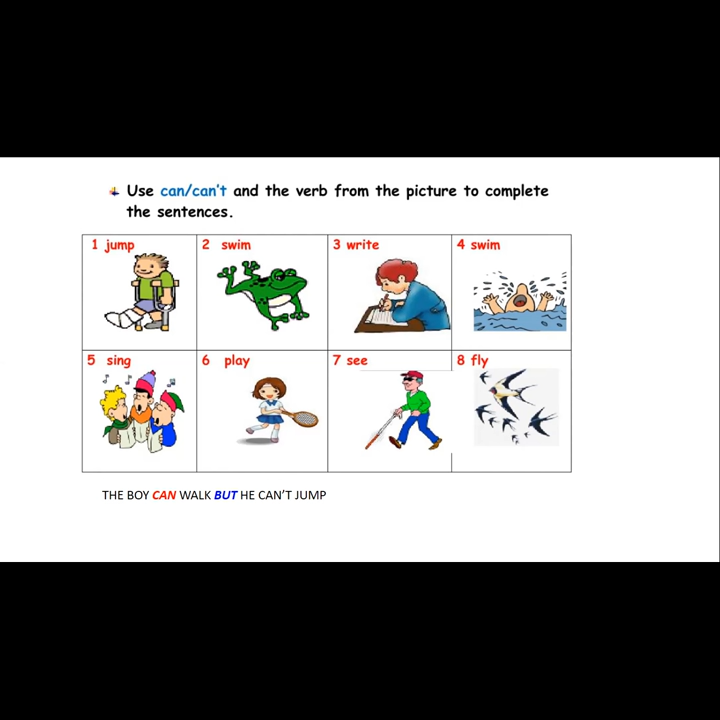 Use can/can't and the verb from the picture to complete
the sentences.
1 jump
2 swim
3 write
4 swim
5 sing
6 play
7 see
8 fly
THE BOY CAN WALK BUT HE CAN'T JUMP